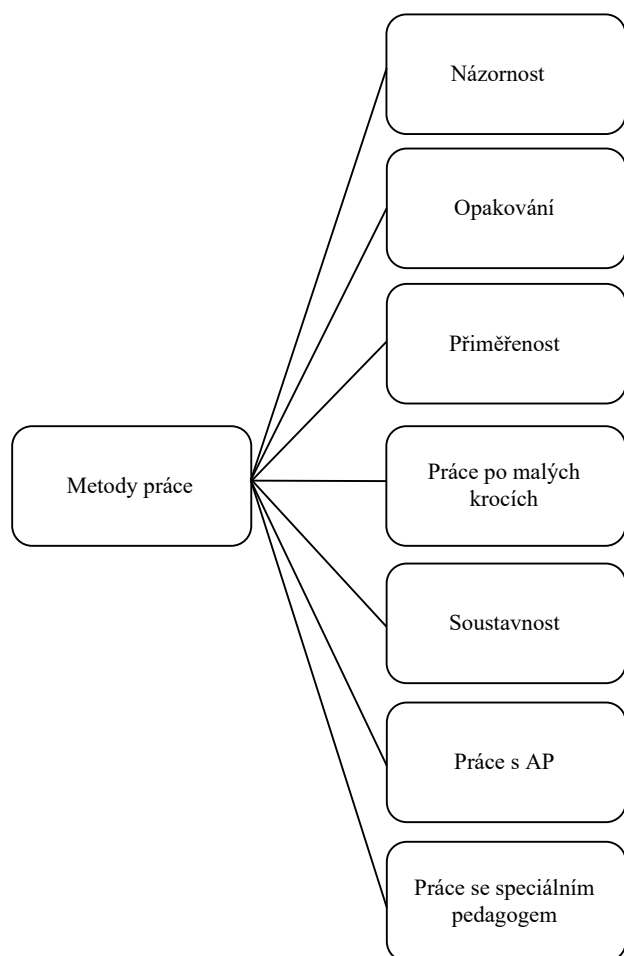 Názornost
Opakování
Přiměřenost
Metody práce
Práce po malých
krocích
Soustavnost
Práce s AP
Práce se speciálním
pedagogem